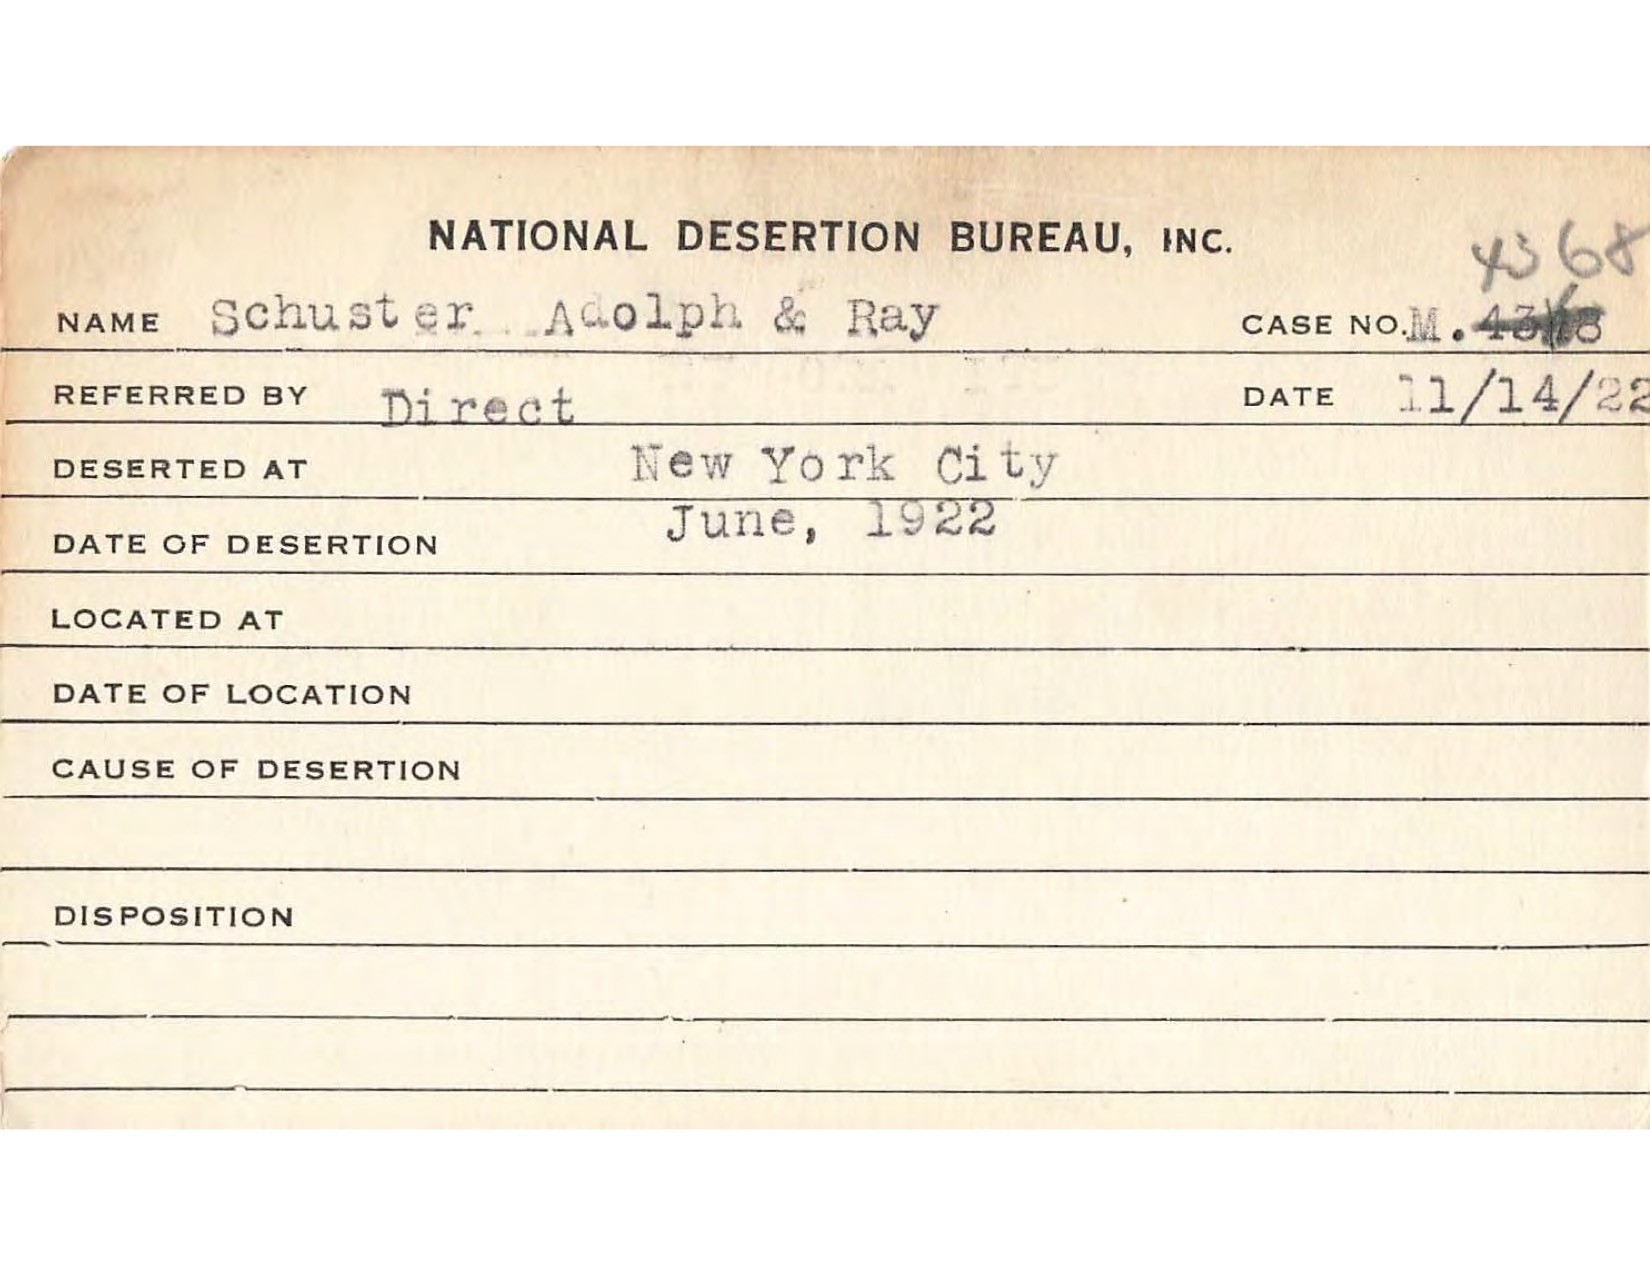 NATIONAL DESERTION BUREAU, INC.
4368
NAME Schuster Adolph & Ray CASE NO. M.
REFERRED BY Direct DATE 11/14/22
DESERTED AT New York City
DATE OF DESERTION June, 1922
LOCATED AT
DATE OF LOCATION
CAUSE OF DESERTION
DISPOSITION